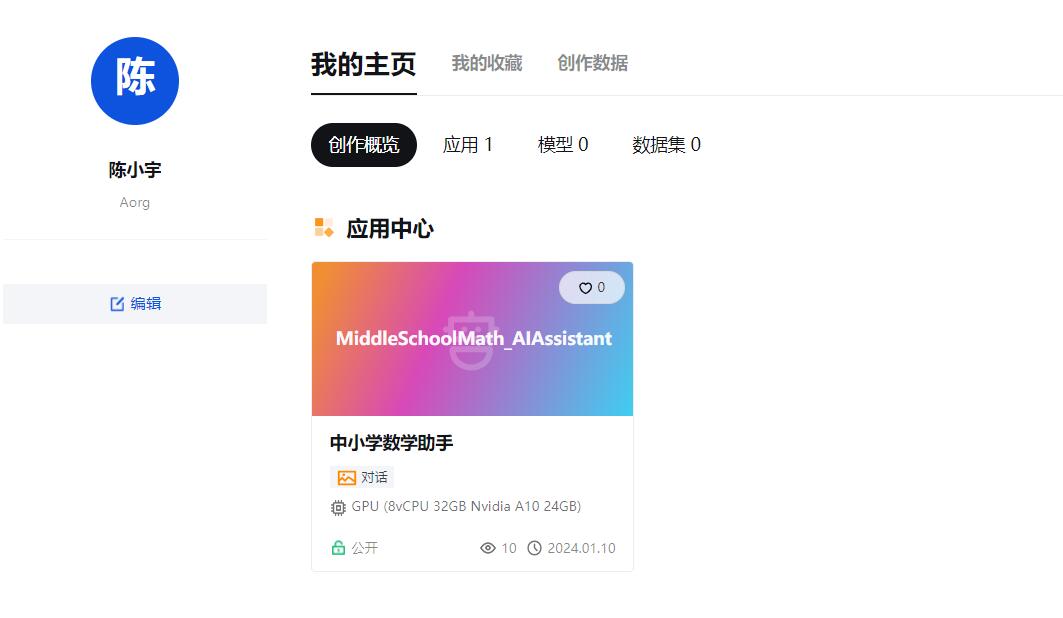 陈
陈小宇
Aorg
编辑
我的主页 我的收藏 创作数据
创作概览 应用 1 模型 0 数据集 0
应用中心
0
MiddleSchoolMath_AIAssistant
中小学数学助手
对话
GPU (8vCPU 32GB Nvidia A10 24GB)
公开 10 2024.01.10